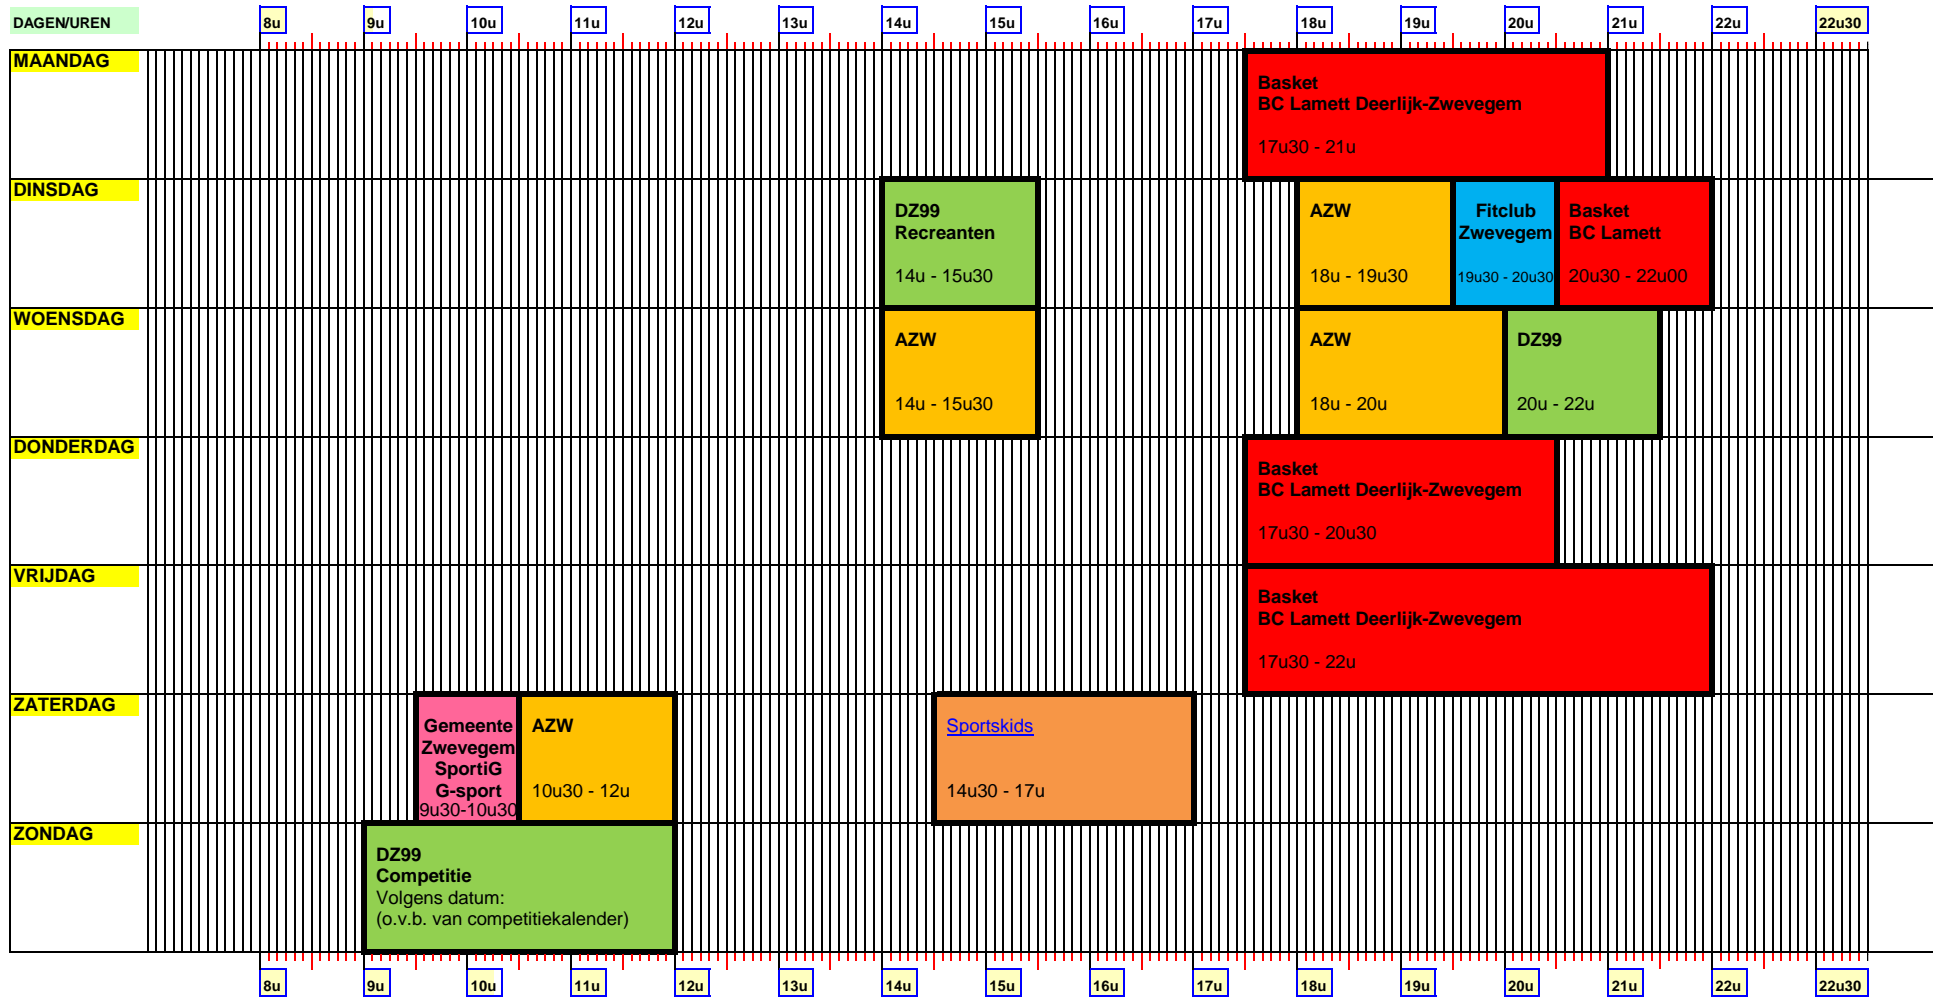 DAGEN/UREN 8u 9u 10u 11u 12u 13u 14u 15u 16u 17u 18u 19u 20u 21u 22u 22u30
MAANDAG
Basket
BC Lamett Deerlijk-Zwevegem
17u30 - 21u
DINSDAG
DZ99
Recreanten
14u - 15u30
AZW
18u - 19u30
Fitclub
Zwevegem
19u30 - 20u30
Basket
BC Lamett
20u30 - 22u00
WOENSDAG
AZW
14u - 15u30
AZW
18u - 20u
DZ99
20u - 22u
DONDERDAG
Basket
BC Lamett Deerlijk-Zwevegem
17u30 - 20u30
VRIJDAG
Basket
BC Lamett Deerlijk-Zwevegem
17u30 - 22u
ZATERDAG
Gemeente
Zwevegem
SportiG
G-sport
9u30-10u30
AZW
10u30 - 12u
Sportskids
14u30 - 17u
ZONDAG
DZ99
Competitie
Volgens datum:
(o.v.b. van competitiekalender)
8u 9u 10u 11u 12u 13u 14u 15u 16u 17u 18u 19u 20u 21u 22u 22u30